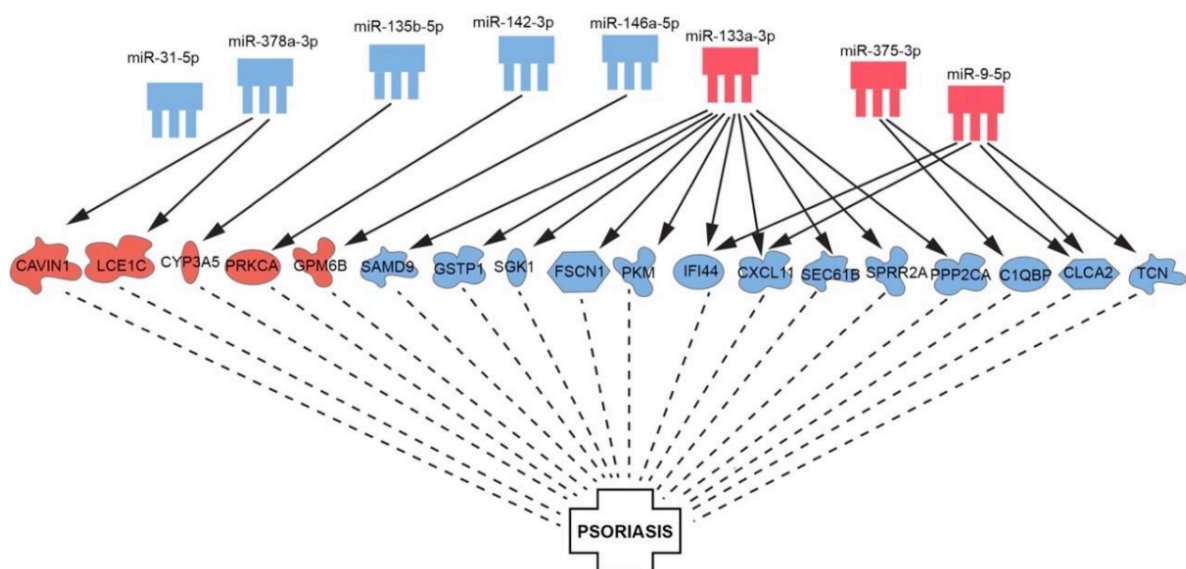 miR-31-5p
miR-378a-3p
miR-135b-5p
miR-142-3p
miR-146a-5p
miR-133a-3p
miR-375-3p
miR-9-5p
CAVIN1
LCE1C
CYP3A5
PRKCA
GPM6B
SAMD9
GSTP1
SGK1
FSCN1
PKM
IFI44
CXCL11
SEC61B
SPRR2A
PPP2CA
C1QBP
CLCA2
TCN
PSORIASIS